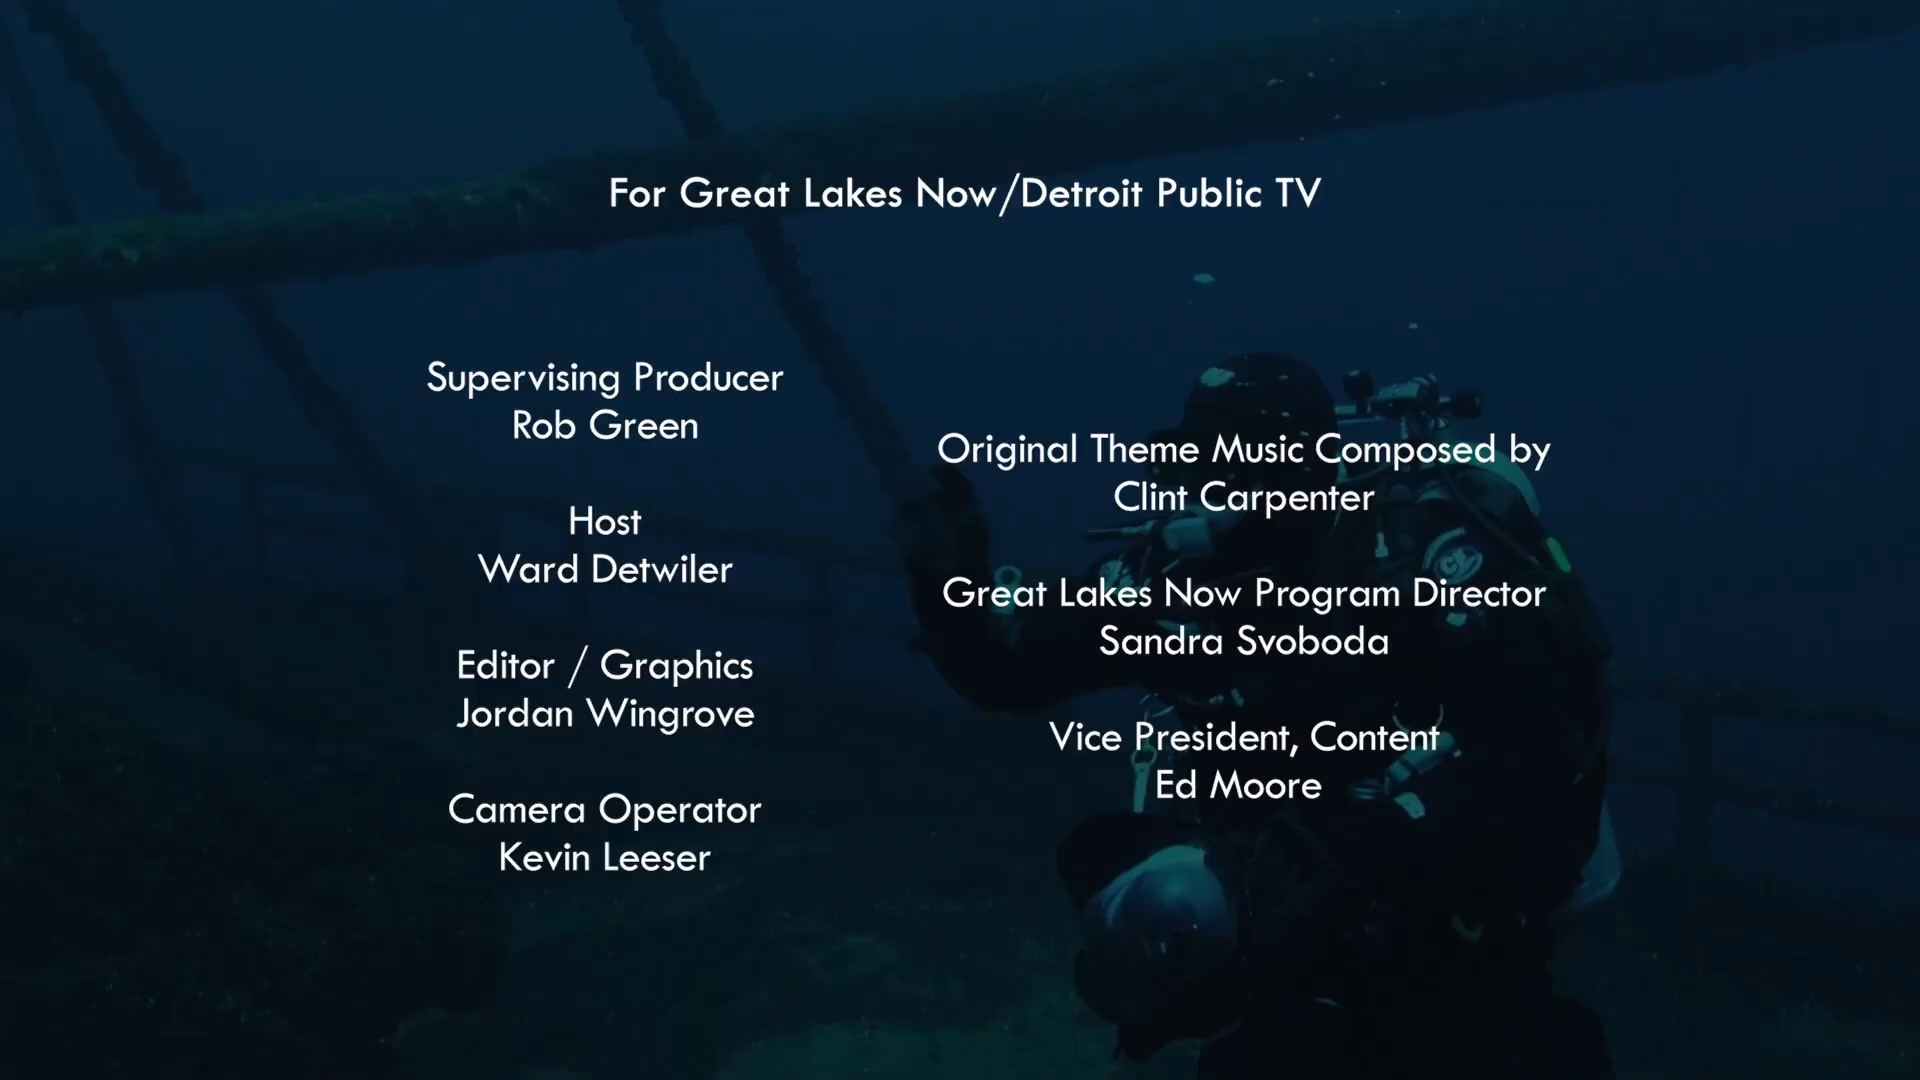 For Great Lakes Now/Detroit Public TV
Supervising Producer
Rob Green
Host
Ward Detwiler
Editor / Graphics
Jordan Wingrove
Camera Operator
Kevin Leeser
Original Theme Music Composed by
Clint Carpenter
Great Lakes Now Program Director
Sandra Svoboda
Vice President, Content
Ed Moore